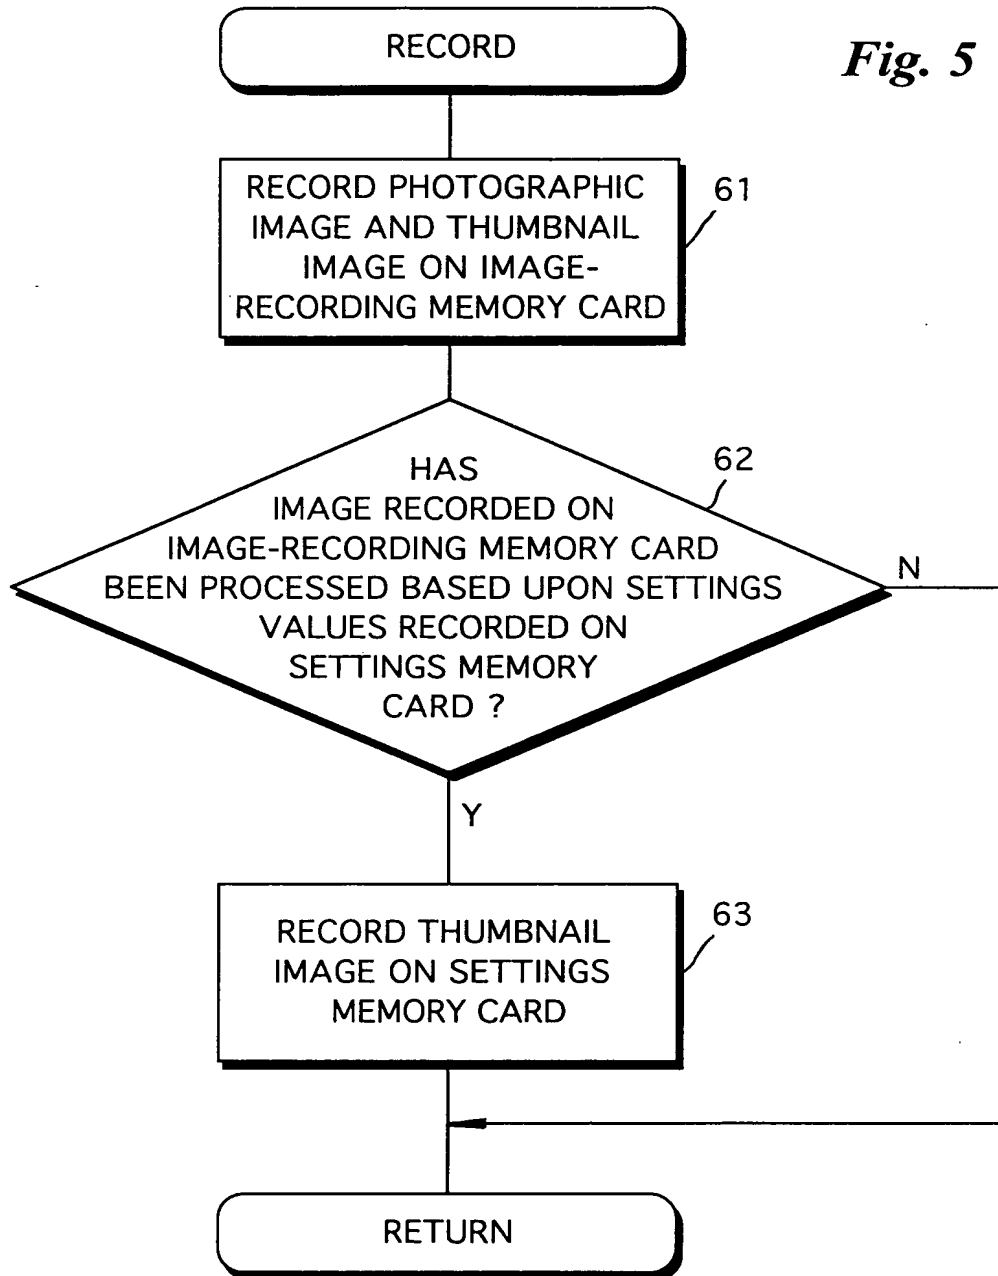 RECORD
Fig. 5
RECORD PHOTOGRAPHIC
IMAGE AND THUMBNAIL
IMAGE ON IMAGE-
RECORDING MEMORY CARD
61
HAS
IMAGE RECORDED ON
IMAGE-RECORDING MEMORY CARD
BEEN PROCESSED BASED UPON SETTINGS
VALUES RECORDED ON
SETTINGS MEMORY
CARD ?
62
N
Y
RECORD THUMBNAIL
IMAGE ON SETTINGS
MEMORY CARD
63
RETURN